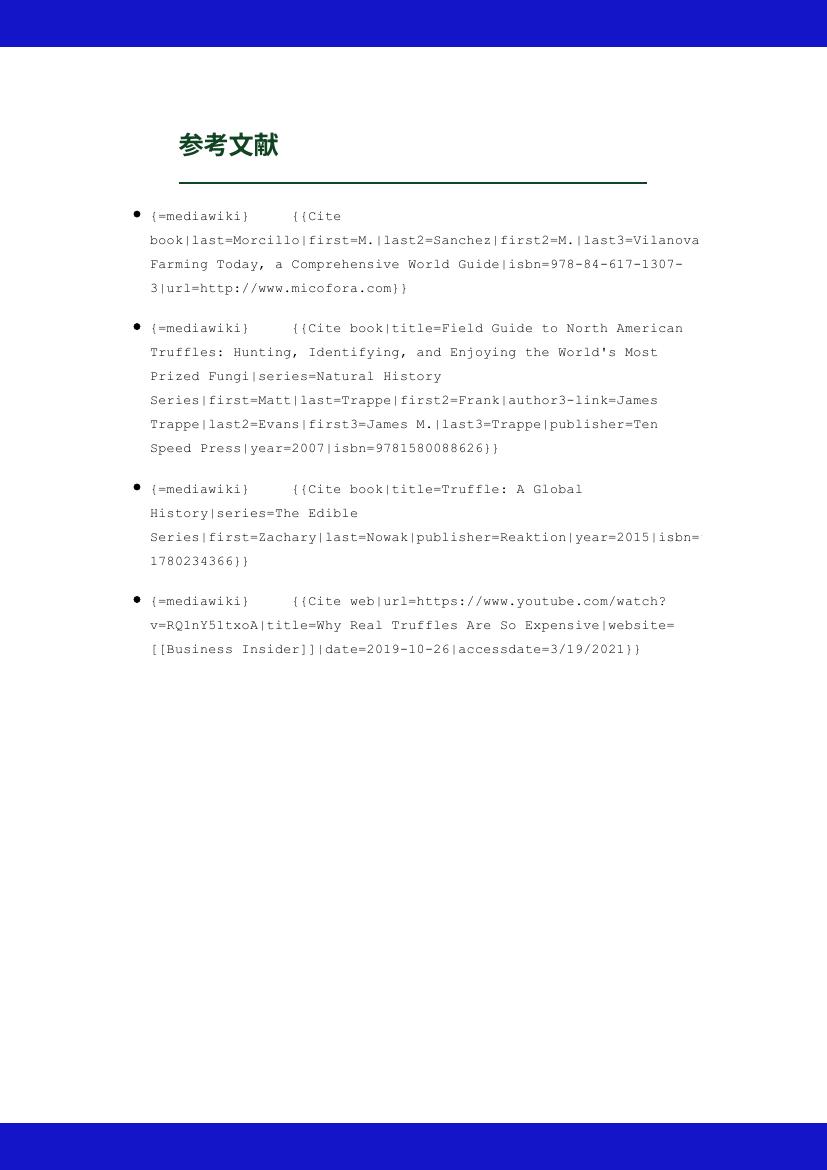 参考文献
{=mediawiki} {{Cite
book|last=Morcillo|first=M.|last2=Sanchez|first2=M.|last3=Vilanova
Farming Today, a Comprehensive World Guide|isbn=978-84-617-1307-
3|url=http://www.micofora.com}}
{=mediawiki} {{Cite book|title=Field Guide to North American
Truffles: Hunting, Identifying, and Enjoying the World's Most
Prized Fungi|series=Natural History
Series|first=Matt|last=Trappe|first2=Frank|author3-link=James
Trappe|last2=Evans|first3=James M.|last3=Trappe|publisher=Ten
Speed Press|year=2007|isbn=9781580088626}}
{=mediawiki} {{Cite book|title=Truffle: A Global
History|series=The Edible
Series|first=Zachary|last=Nowak|publisher=Reaktion|year=2015|isbn=
1780234366}}
{=mediawiki} {{Cite web|url=https://www.youtube.com/watch?
v=RQ1nY51txoA|title=Why Real Truffles Are So Expensive|website=
[[Business Insider]]|date=2019-10-26|accessdate=3/19/2021}}